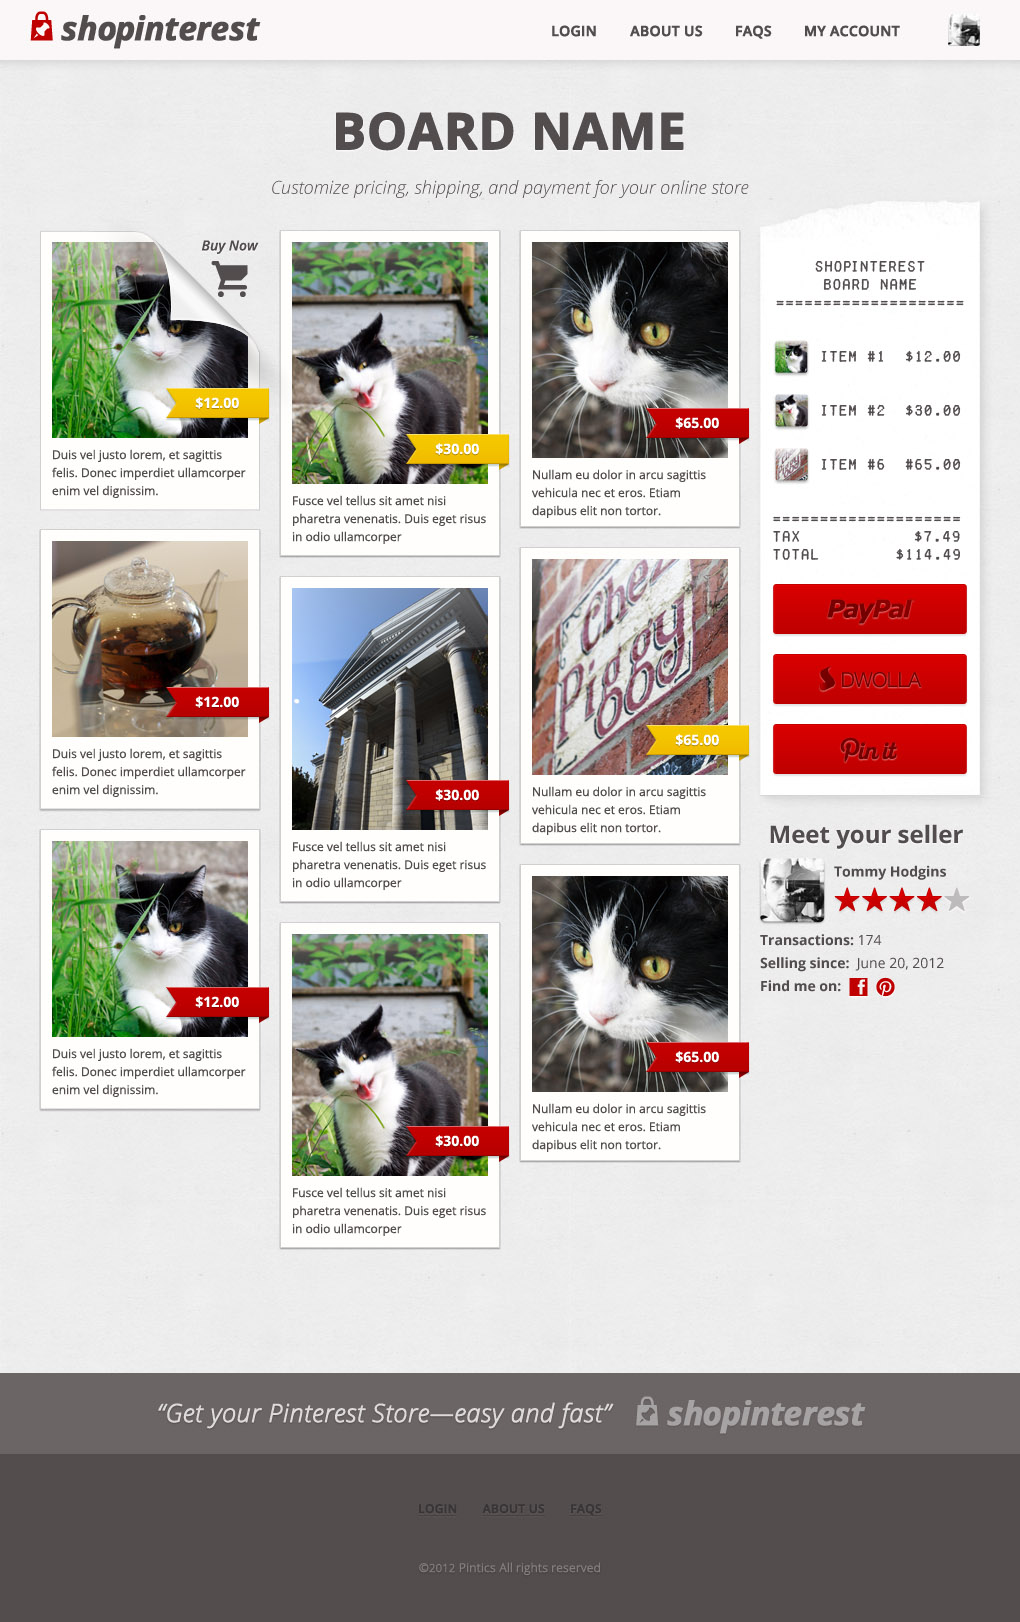 shopinterest
LOGIN ABOUT US FAQS MY ACCOUNT
BOARD NAME
Customize pricing, shipping, and payment for your online store
Buy Now
$12.00
Duis vel justo lorem, et sagittis
felis. Donec imperdiet ullamcorper
enim vel dignissim.
$12.00
Duis vel justo lorem, et sagittis
felis. Donec imperdiet ullamcorper
enim vel dignissim.
$12.00
Duis vel justo lorem, et sagittis
felis. Donec imperdiet ullamcorper
enim vel dignissim.
$30.00
Fusce vel tellus sit amet nisi
pharetra venenatis. Duis eget risus
in odio ullamcorper
$30.00
Fusce vel tellus sit amet nisi
pharetra venenatis. Duis eget risus
in odio ullamcorper
$30.00
Fusce vel tellus sit amet nisi
pharetra venenatis. Duis eget risus
in odio ullamcorper
$65.00
Nullam eu dolor in arcu sagittis
vehicula nec et eros. Etiam
dapibus elit non tortor.
Chez
Piggy
$65.00
Nullam eu dolor in arcu sagittis
vehicula nec et eros. Etiam
dapibus elit non tortor.
$65.00
Nullam eu dolor in arcu sagittis
vehicula nec et eros. Etiam
dapibus elit non tortor.
SHOPINTEREST
BOARD NAME
====================
ITEM #1 $12.00
ITEM #2 $30.00
ITEM #6 #65.00
====================
TAX $7.49
TOTAL $114.49
PayPal
DWOLLA
Pin it
Meet your seller
Tommy Hodgins
Transactions: 174
Selling since: June 20, 2012
Find me on:
“Get your Pinterest Store—easy and fast” shopinterest
LOGIN ABOUT US FAQS
©2012 Pintics All rights reserved